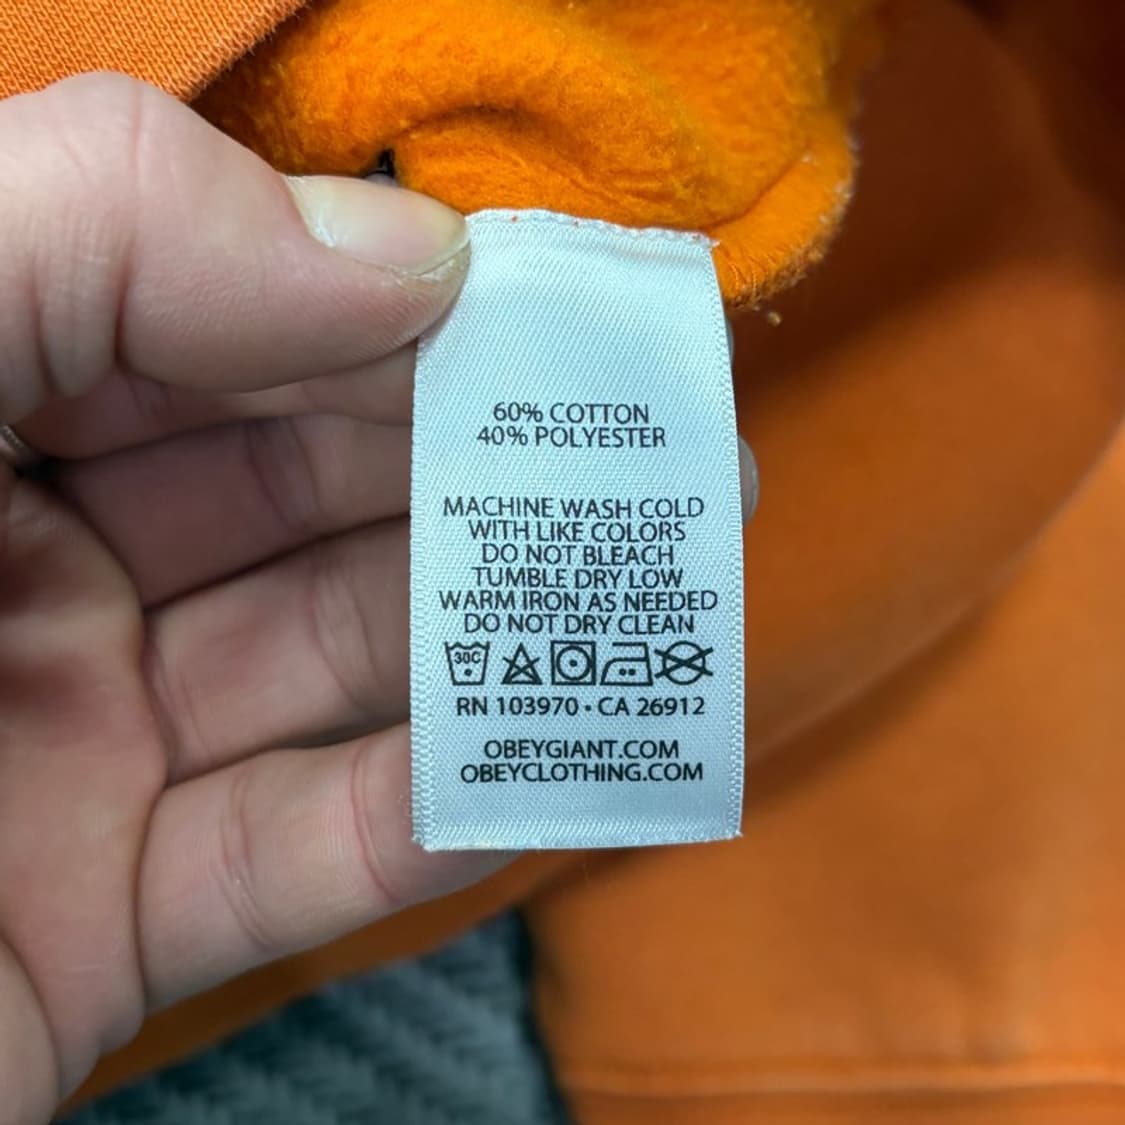 60% COTTON
40% POLYESTER
MACHINE WASH COLD
WITH LIKE COLORS
DO NOT BLEACH
TUMBLE DRY LOW
WARM IRON AS NEEDED
DO NOT DRY CLEAN
30C
RN 103970 • CA 26912
OBEYGIANT.COM
OBEYCLOTHING.COM